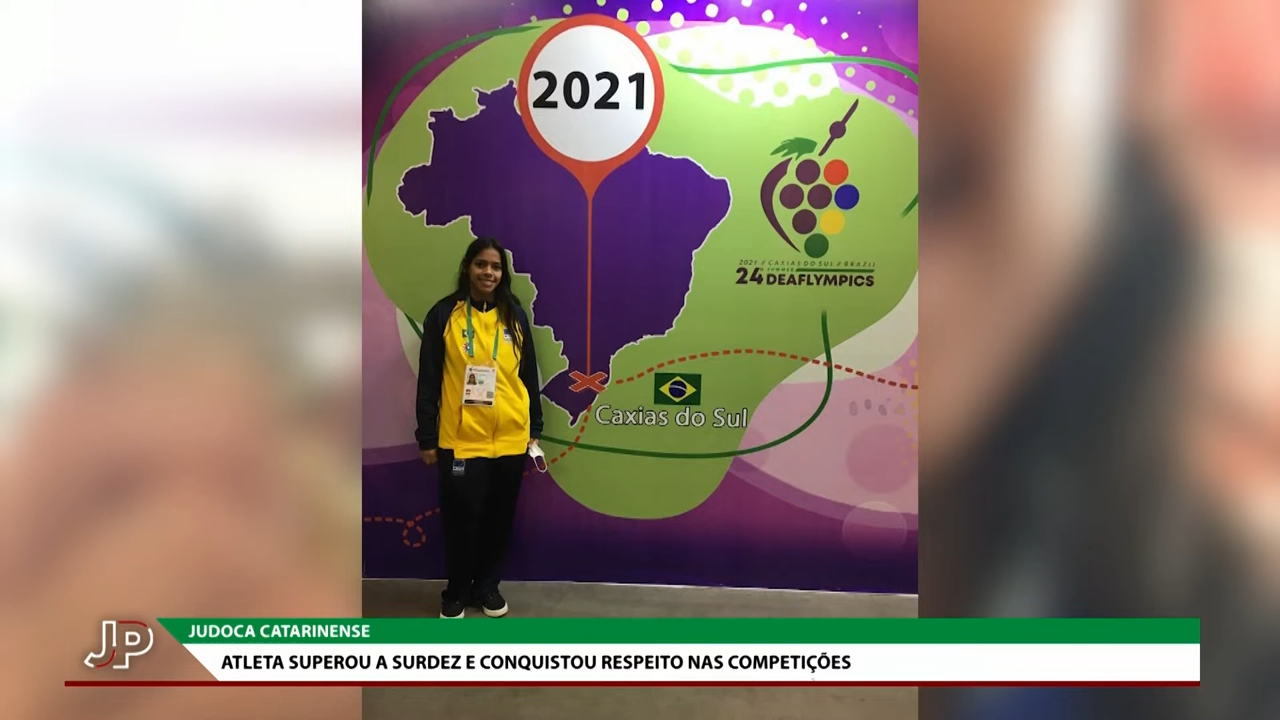 2021
2021 // CAXIAS DO SUL // BRAZIL
24 SUMMER
DEAFLYMPICS
Caxias do Sul
JP
JUDOCA CATARINENSE
ATLETA SUPEROU A SURDEZ E CONQUISTOU RESPEITO NAS COMPETIÇÕES